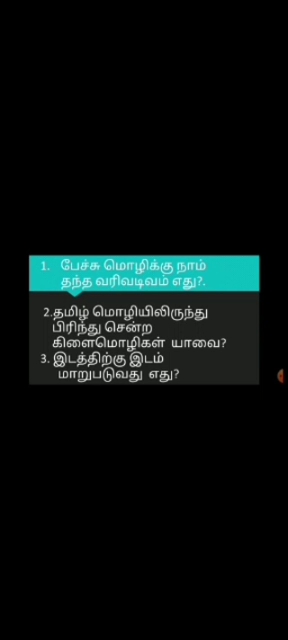 1. பேச்சு மொழிக்கு நாம்
தந்த வரிவடிவம் எது?.
2.தமிழ் மொழியிலிருந்து
பிரிந்து சென்ற
கிளைமொழிகள் யாவை?
3. இடத்திற்கு இடம்
மாறுபடுவது எது?